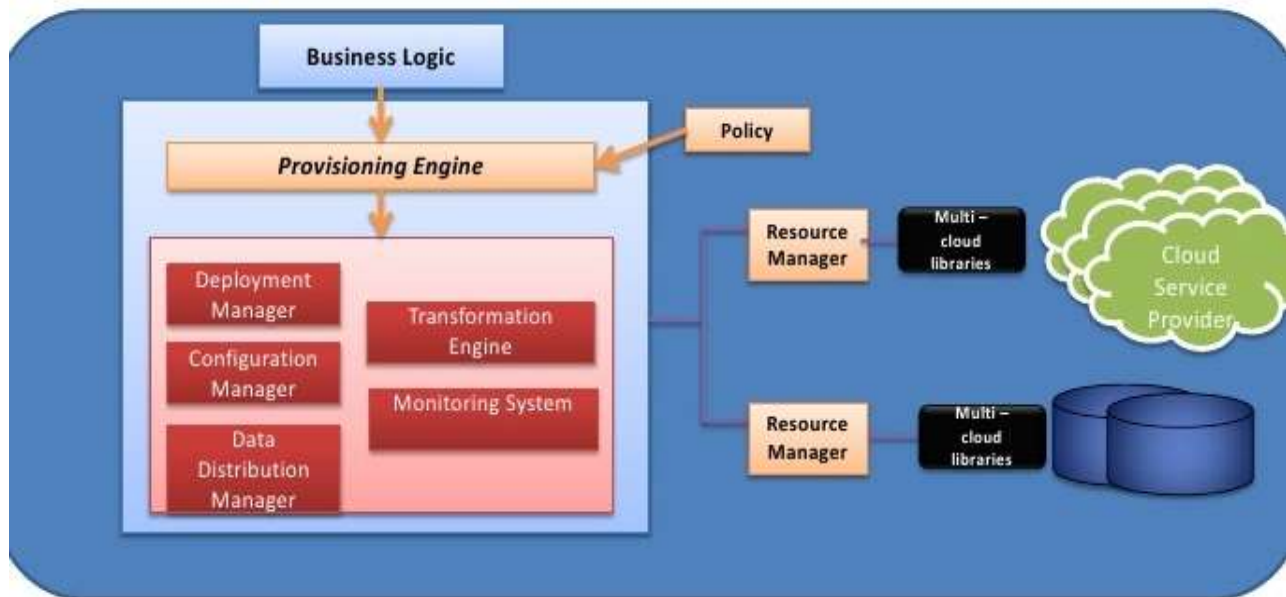 Business Logic
Policy
Provisioning Engine
Deployment
Manager
Configuration
Manager
Data
Distribution
Manager
Transformation
Engine
Monitoring System
Resource
Manager
Multi –
cloud
libraries
Cloud
Service
Provider
Resource
Manager
Multi –
cloud
libraries